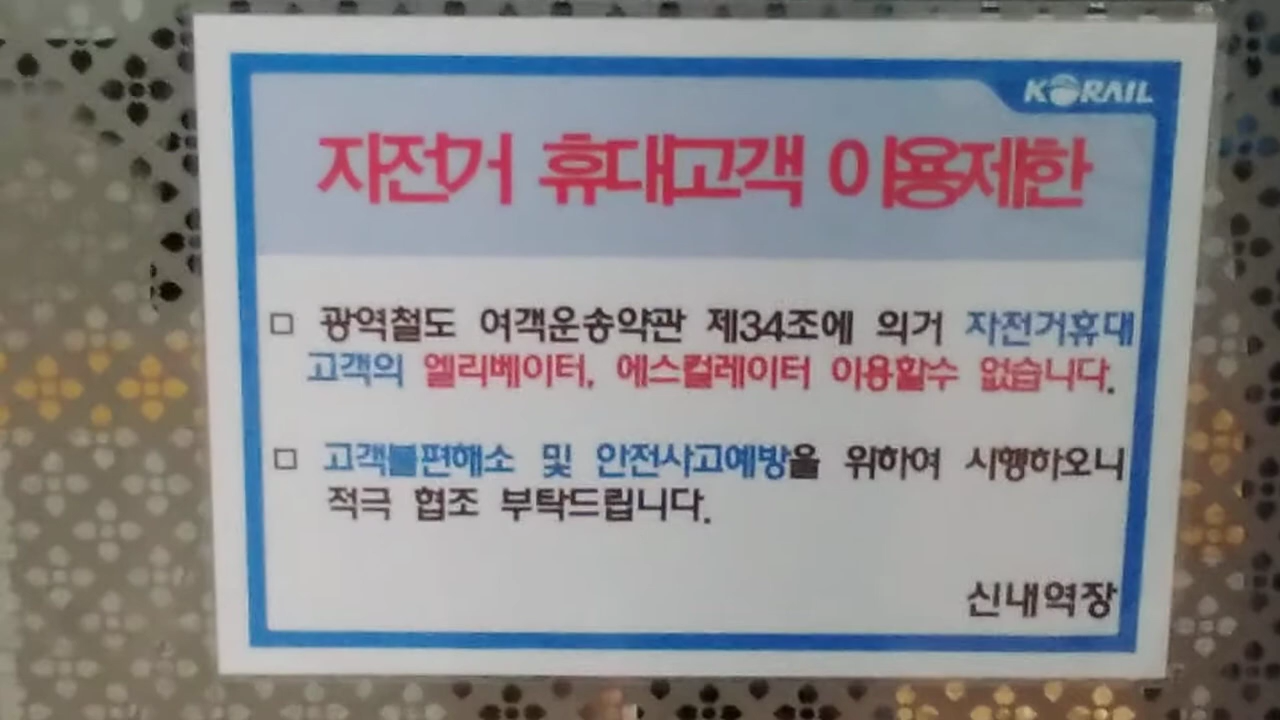 KORAIL
자전거 휴대고객 이용제한
□ 광역철도 여객운송약관 제34조에 의거 자전거휴대
고객의 엘리베이터, 에스컬레이터 이용할수 없습니다.
□ 고객불편해소 및 안전사고예방을 위하여 시행하오니
적극 협조 부탁드립니다.
신내역장